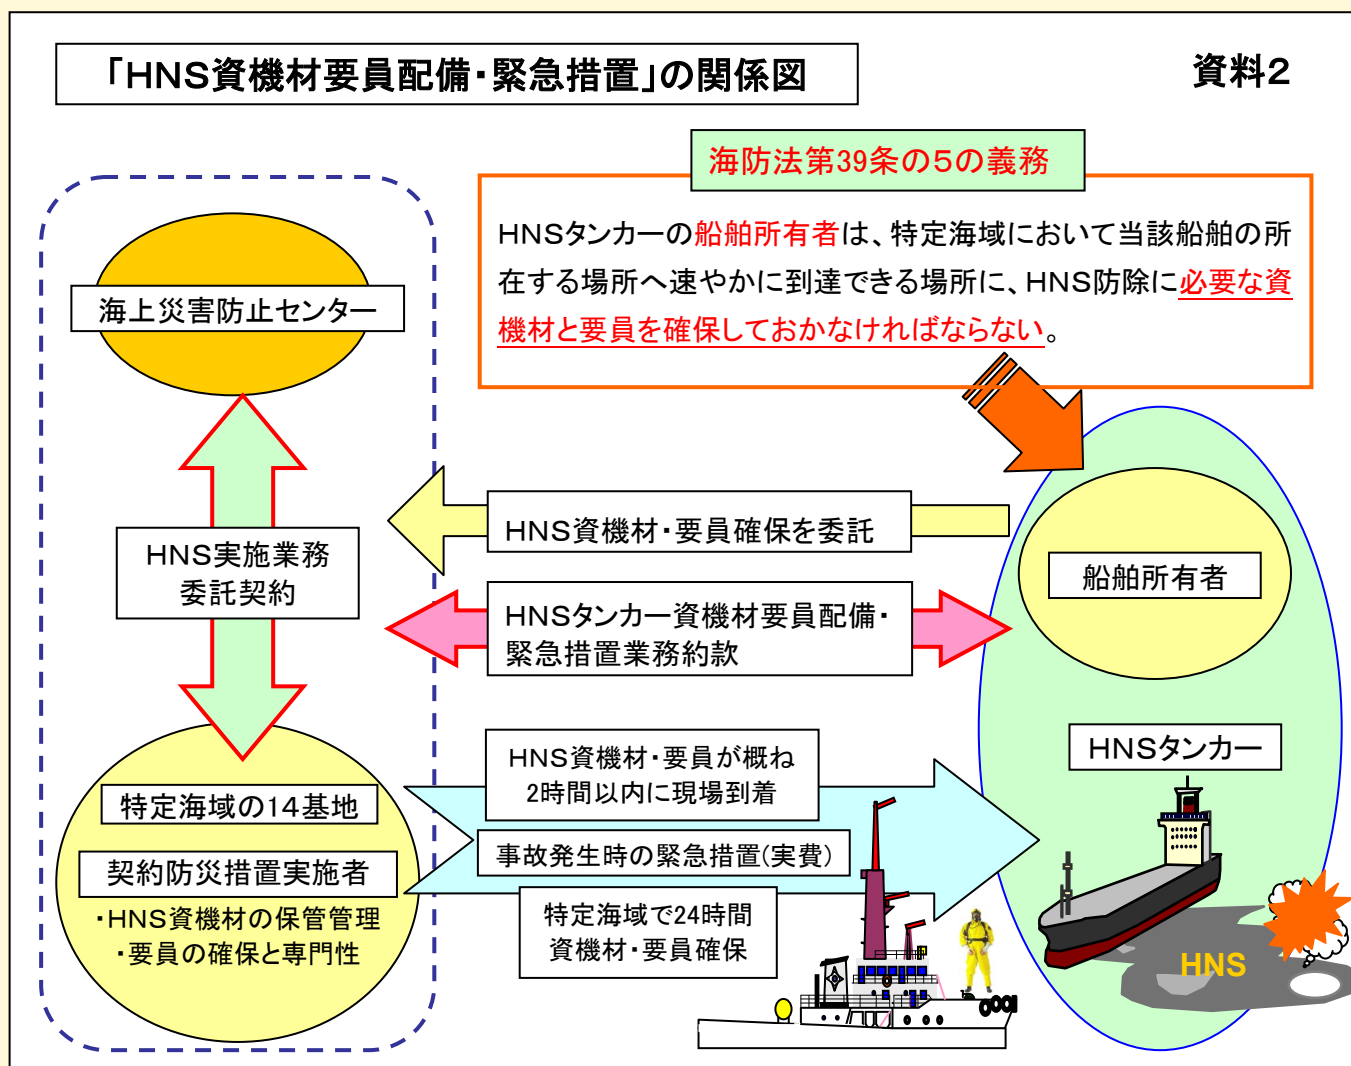 「HNS資機材要員配備・緊急措置」の関係図
資料2
海防法第39条の5の義務
HNSタンカーの船舶所有者は、特定海域において当該船舶の所
在する場所へ速やかに到達できる場所に、HNS防除に必要な資
機材と要員を確保しておかなければならない。
海上災害防止センター
HNS実施業務
委託契約
HNS資機材・要員確保を委託
HNSタンカー資機材要員配備・
緊急措置業務約款
船舶所有者
HNSタンカー
特定海域の14基地
契約防災措置実施者
・HNS資機材の保管管理
・要員の確保と専門性
HNS資機材・要員が概ね
2時間以内に現場到着
事故発生時の緊急措置(実費)
特定海域で24時間
資機材・要員確保
HNS